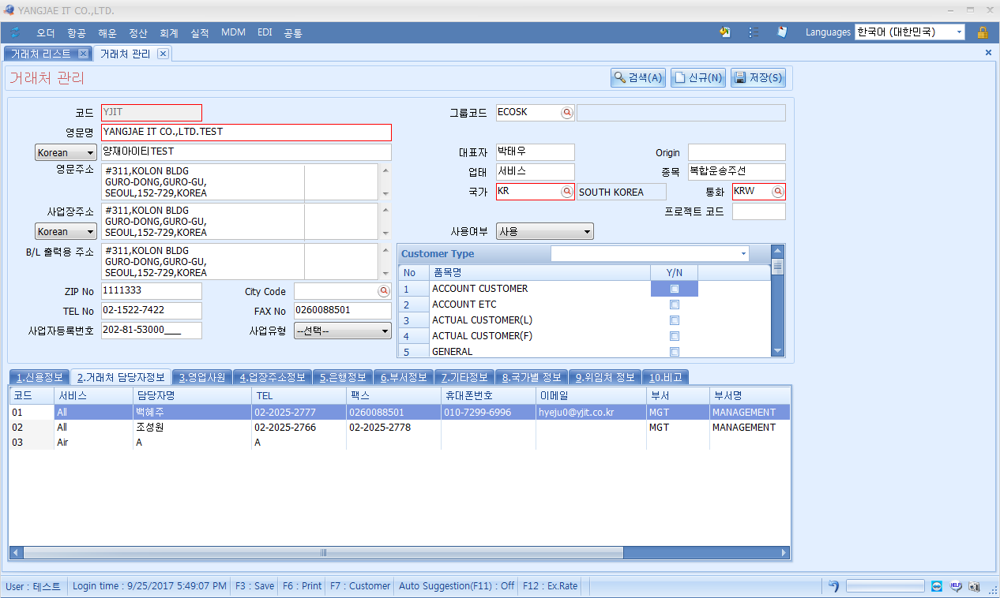 YANGJAE IT CO.,LTD.
오더 항공 해운 정산 회계 실적 MDM EDI 공통 Languages 한국어 (대한민국)
거래처 리스트 거래처 관리
거래처 관리 검색(A) 신규(N) 저장(S)
코드 YJIT 그룹코드 ECOSK
영문명 YANGJAE IT CO.,LTD.TEST
Korean 양재아이티TEST 대표자 박태우 Origin
영문주소 #311,KOLON BLDG 업태 서비스 종목 복합운송주선
GURO-DONG,GURO-GU,
SEOUL,152-729,KOREA 국가 KR SOUTH KOREA 통화 KRW
사업장주소 #311,KOLON BLDG 프로젝트 코드
GURO-DONG,GURO-GU,
Korean SEOUL,152-729,KOREA 사용여부 사용
B/L 출력용 주소 #311,KOLON BLDG Customer Type
GURO-DONG,GURO-GU,
SEOUL,152-729,KOREA No 품목명 Y/N
ZIP No 1111333 City Code 1 ACCOUNT CUSTOMER
2 ACCOUNT ETC
TEL No 02-1522-7422 FAX No 0260088501 3 ACTUAL CUSTOMER(L)
사업자등록번호 202-81-53000___ 사업유형 --선택-- 4 ACTUAL CUSTOMER(F)
5 GENERAL
1.신용정보 2.거래처 담당자정보 3.영업사원 4.업장주소정보 5.은행정보 6.부서정보 7.기타정보 8.국가별 정보 9.위임처 정보 10.비고
코드 서비스 담당자명 TEL 팩스 휴대폰번호 이메일 부서 부서명
01 All 백혜주 02-2025-2777 0260088501 010-7299-6996 hyeju0@yjit.co.kr MGT MANAGEMENT
02 All 조성원 02-2025-2766 02-2025-2778 MGT MANAGEMENT
03 Air A A
User : 테스트 Login time : 9/25/2017 5:49:07 PM F3 : Save F6 : Print F7 : Customer Auto Suggestion(F11) : Off F12 : Ex.Rate HELP